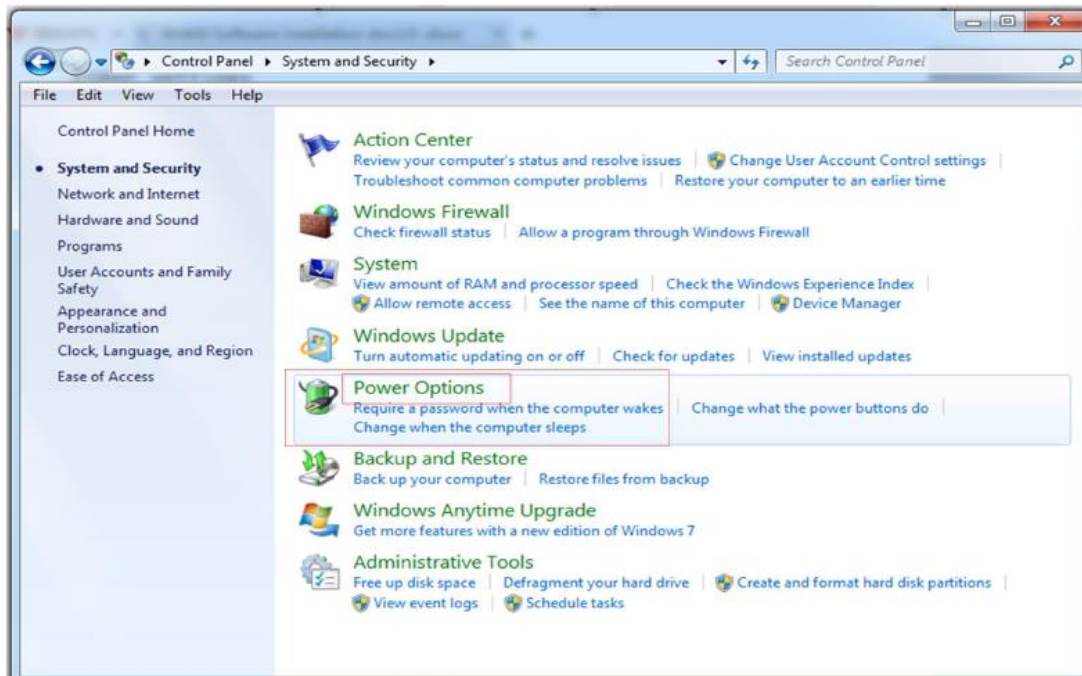 Control Panel System and Security Search Control Panel
File Edit View Tools Help
Control Panel Home
System and Security
Network and Internet
Hardware and Sound
Programs
User Accounts and Family
Safety
Appearance and
Personalization
Clock, Language, and Region
Ease of Access
Action Center
Review your computer's status and resolve issues Change User Account Control settings
Troubleshoot common computer problems Restore your computer to an earlier time
Windows Firewall
Check firewall status Allow a program through Windows Firewall
System
View amount of RAM and processor speed Check the Windows Experience Index
Allow remote access See the name of this computer Device Manager
Windows Update
Turn automatic updating on or off Check for updates View installed updates
Power Options
Require a password when the computer wakes Change what the power buttons do
Change when the computer sleeps
Backup and Restore
Back up your computer Restore files from backup
Windows Anytime Upgrade
Get more features with a new edition of Windows 7
Administrative Tools
Free up disk space Defragment your hard drive Create and format hard disk partitions
View event logs Schedule tasks